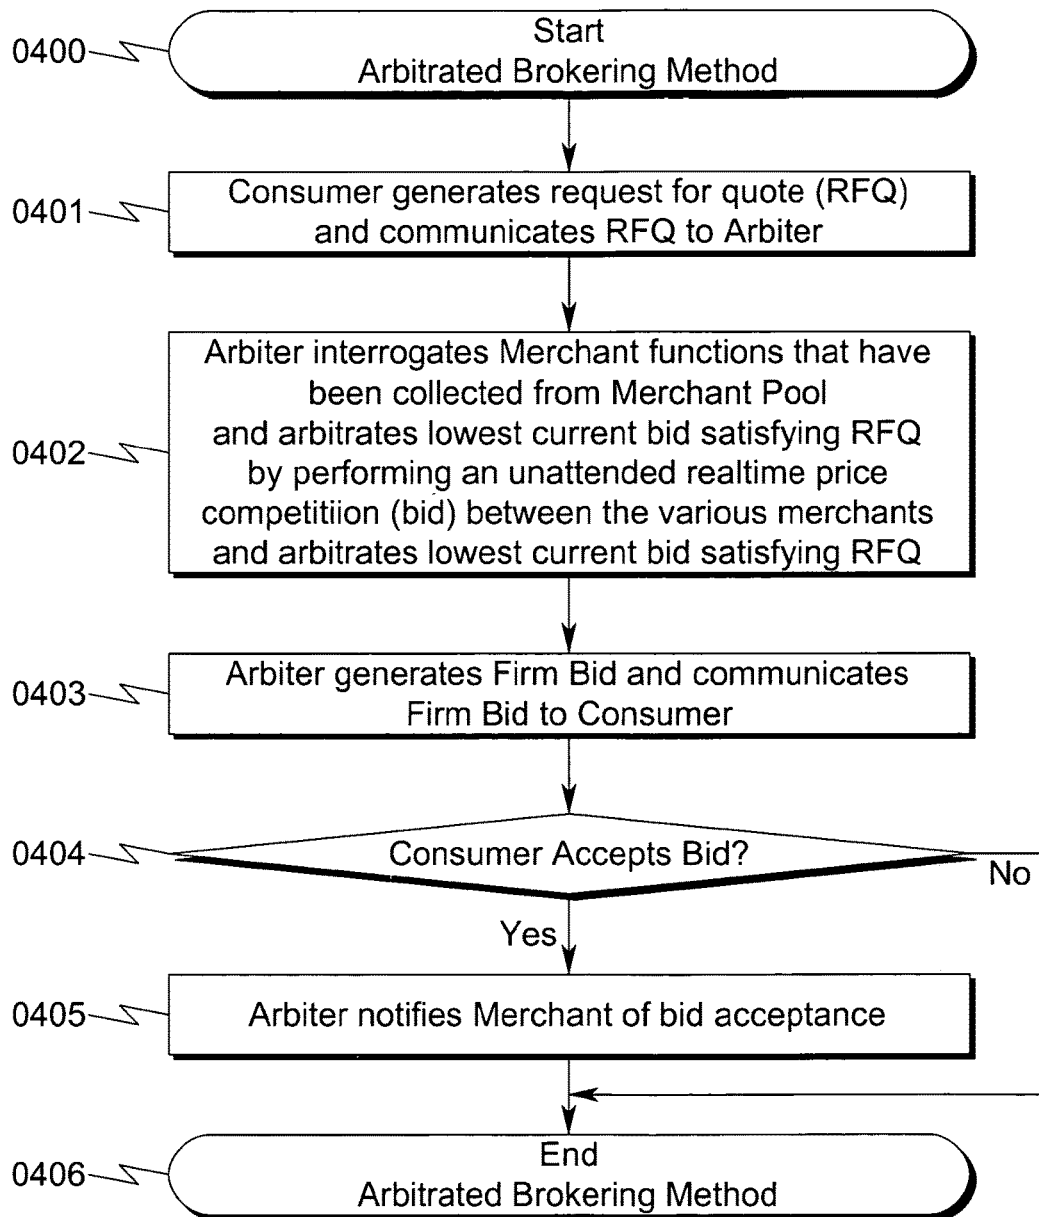 0400
Start
Arbitrated Brokering Method
0401
Consumer generates request for quote (RFQ)
and communicates RFQ to Arbiter
0402
Arbiter interrogates Merchant functions that have
been collected from Merchant Pool
and arbitrates lowest current bid satisfying RFQ
by performing an unattended realtime price
competitiion (bid) between the various merchants
and arbitrates lowest current bid satisfying RFQ
0403
Arbiter generates Firm Bid and communicates
Firm Bid to Consumer
0404
Consumer Accepts Bid?
No
Yes
0405
Arbiter notifies Merchant of bid acceptance
0406
End
Arbitrated Brokering Method